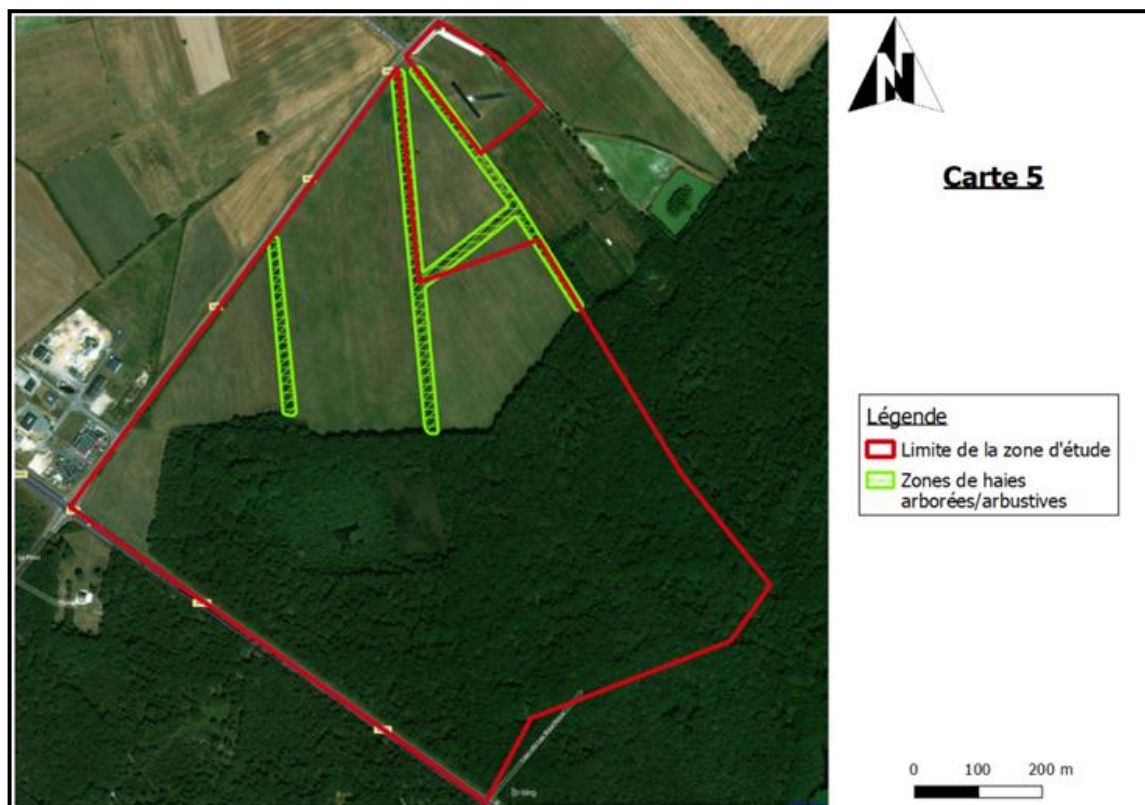 N
Carte 5
Légende
Limite de la zone d'étude
Zones de haies
arborées/arbustives
0 100 200 m